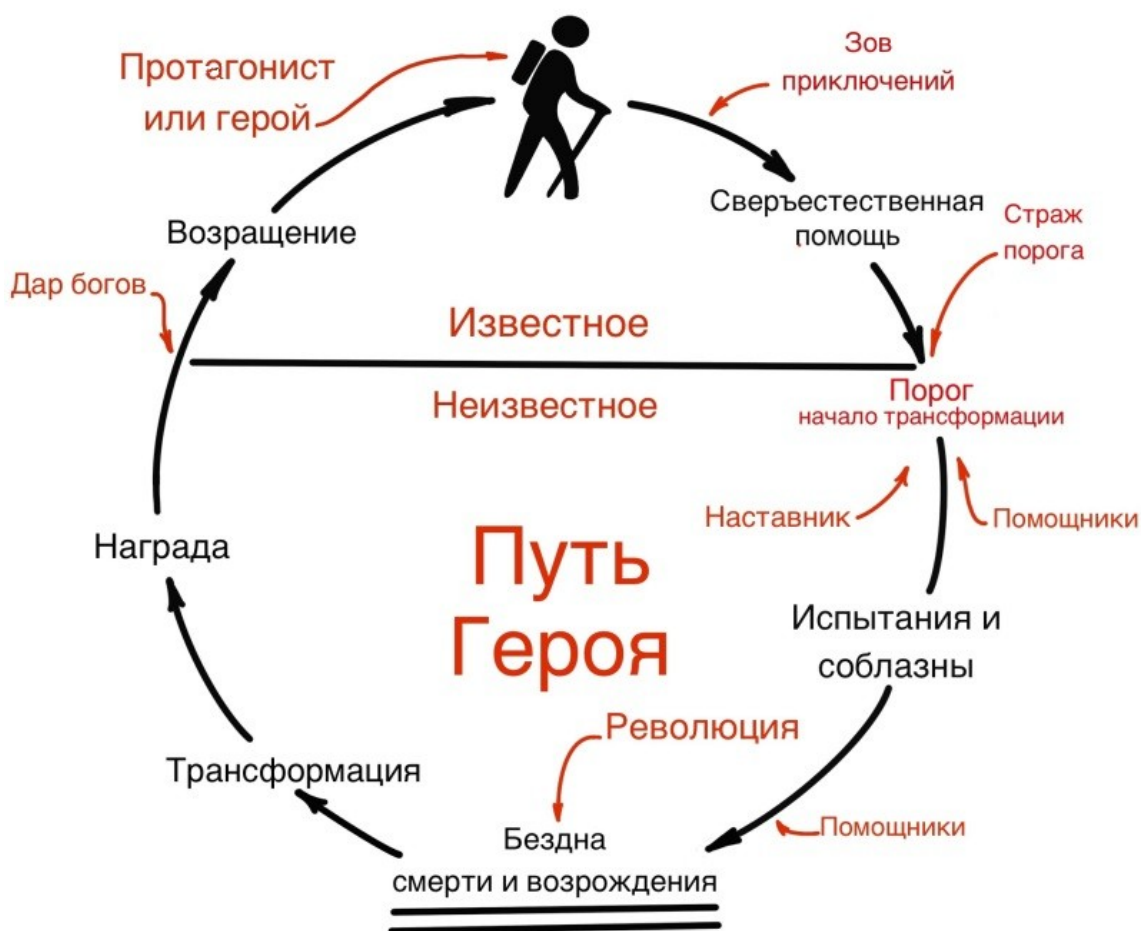 Протагонист
или герой
Зов
приключений
Сверъестественная
помощь
Страж
порога
Возращение
Дар богов
Известное
Неизвестное
Порог
начало трансформации
Наставник
Помощники
Награда
Путь
Героя
Испытания и
соблазны
Революция
Трансформация
Помощники
Бездна
смерти и возрождения